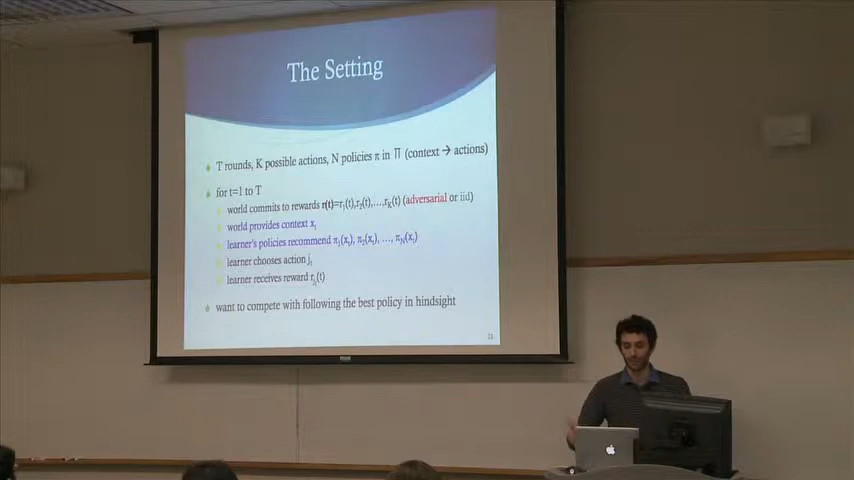 The Setting
T rounds, K possible actions, N policies π in Π (context → actions)
for t=1 to T
world commits to rewards r(t)=r₁(t),r₂(t),…,rK(t) (adversarial or iid)
world provides context xₜ
learner's policies recommend π₁(xₜ), π₂(xₜ), …, πN(xₜ)
learner chooses action jₜ
learner receives reward rjₜ(t)
want to compete with following the best policy in hindsight